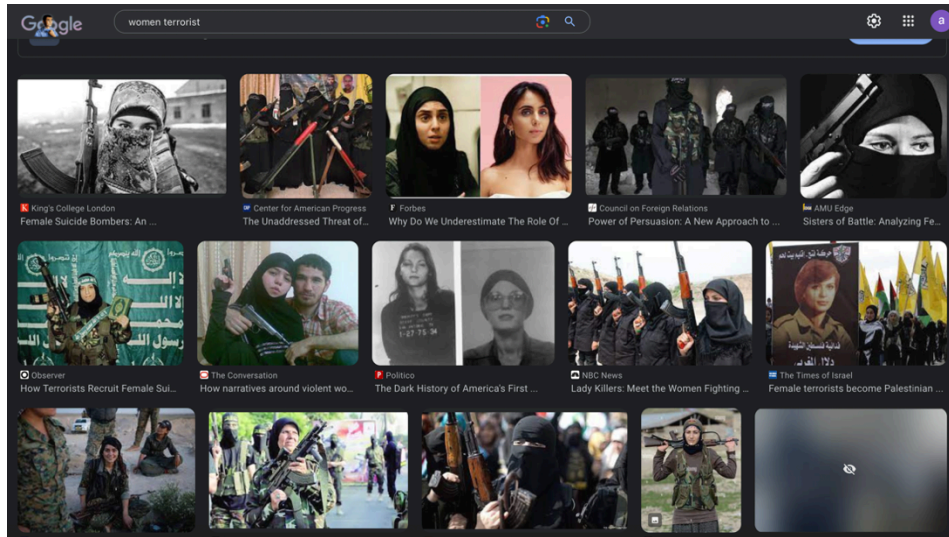 Google
women terrorist
a
King's College London
Female Suicide Bombers: An ...
Center for American Progress
The Unaddressed Threat of...
Forbes
Why Do We Underestimate The Role Of ...
Council on Foreign Relations
Power of Persuasion: A New Approach to ...
AMU Edge
Sisters of Battle: Analyzing Fe...
Observer
How Terrorists Recruit Female Sui...
The Conversation
How narratives around violent wo...
Politico
The Dark History of America's First ...
NBC News
Lady Killers: Meet the Women Fighting ...
The Times of Israel
Female terrorists become Palestinian ...